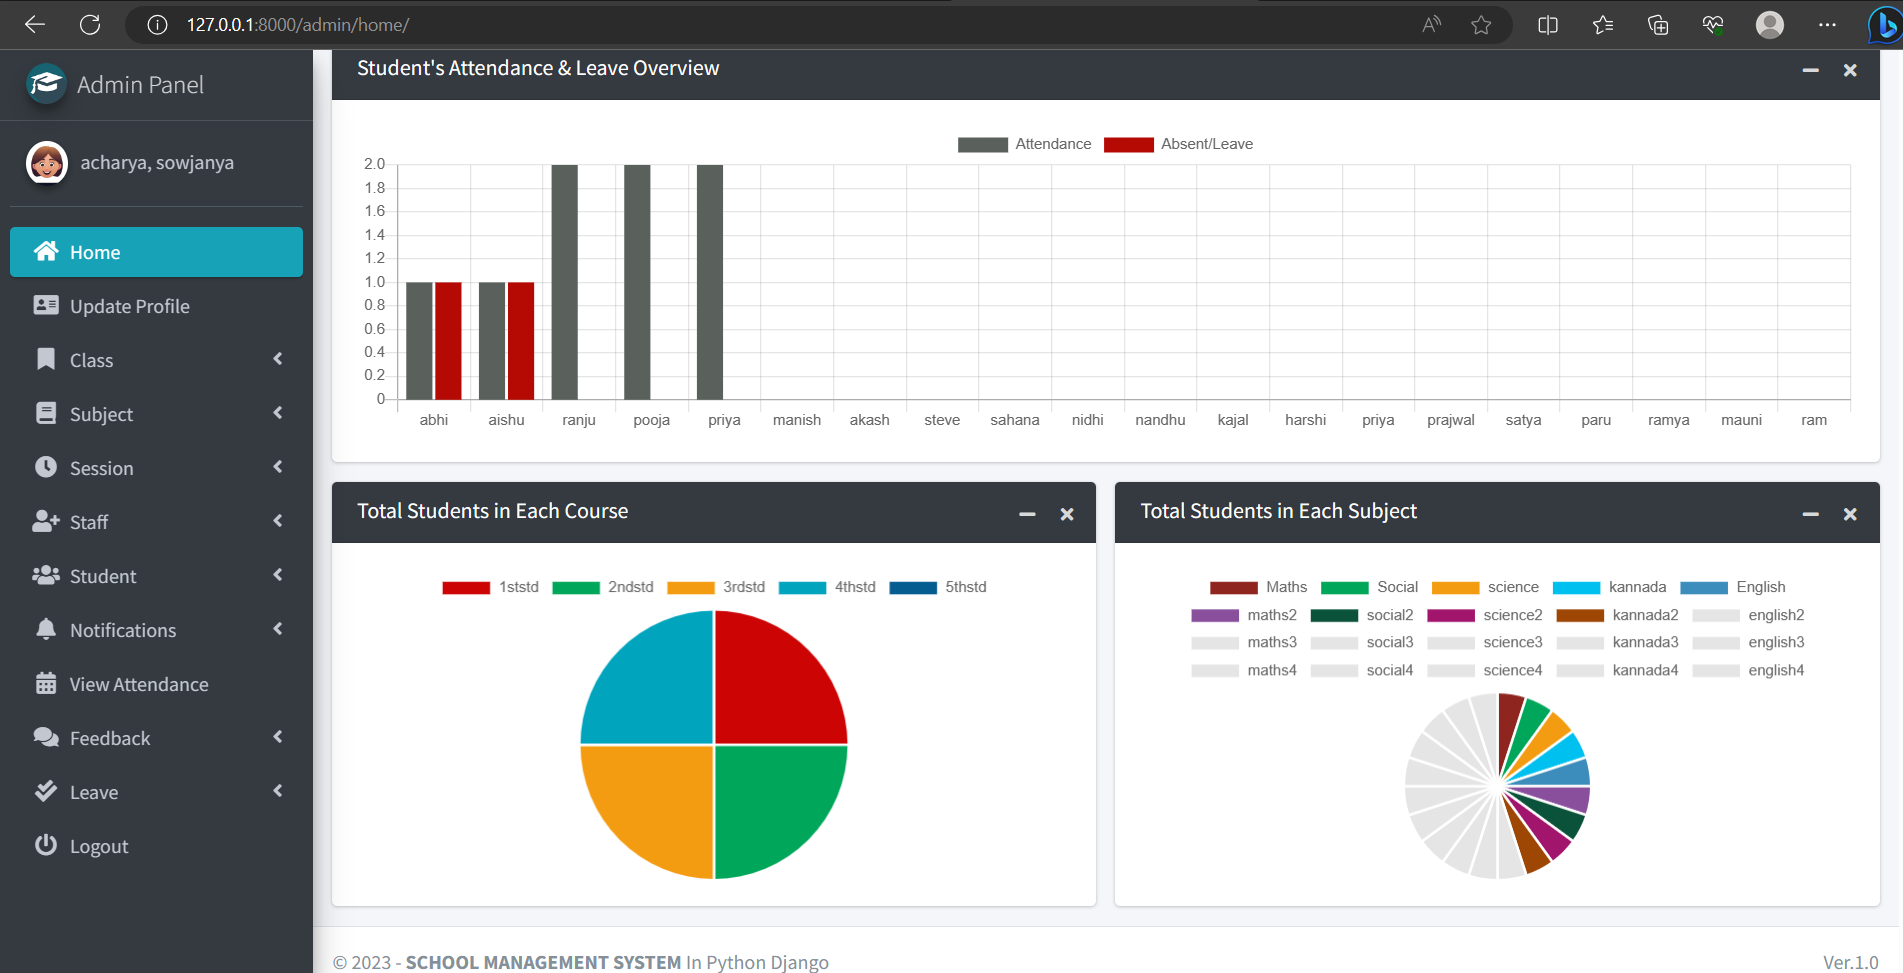 127.0.0.1:8000/admin/home/
Admin Panel
acharya, sowjanya
Home
Update Profile
Class
Subject
Session
Staff
Student
Notifications
View Attendance
Feedback
Leave
Logout
Student's Attendance & Leave Overview
Attendance Absent/Leave
2.0
1.8
1.6
1.4
1.2
1.0
0.8
0.6
0.4
0.2
0
abhi aishu ranju pooja priya manish akash steve sahana nidhi nandhu kajal harshi priya prajwal satya paru ramya mauni ram
Total Students in Each Course
1ststd 2ndstd 3rdstd 4thstd 5thstd
Total Students in Each Subject
Maths Social science kannada English
maths2 social2 science2 kannada2 english2
maths3 social3 science3 kannada3 english3
maths4 social4 science4 kannada4 english4
© 2023 - SCHOOL MANAGEMENT SYSTEM In Python Django
Ver.1.0